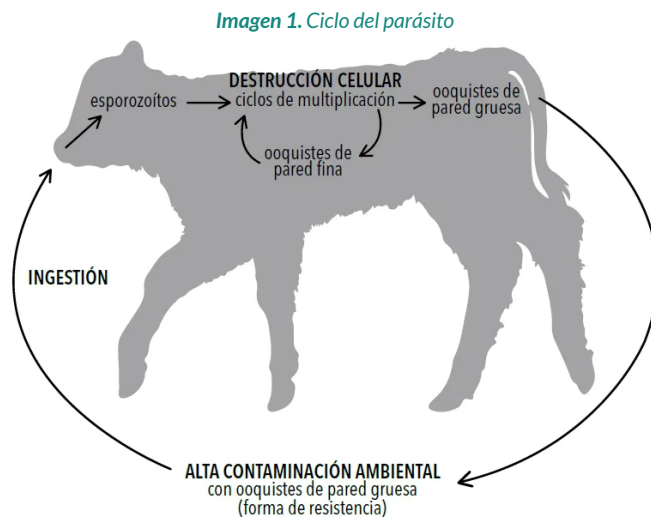 Imagen 1. Ciclo del parásito
DESTRUCCIÓN CELULAR
esporozoítos
ciclos de multiplicación
ooquistes de
pared gruesa
ooquistes de
pared fina
INGESTIÓN
ALTA CONTAMINACIÓN AMBIENTAL
con ooquistes de pared gruesa
(forma de resistencia)